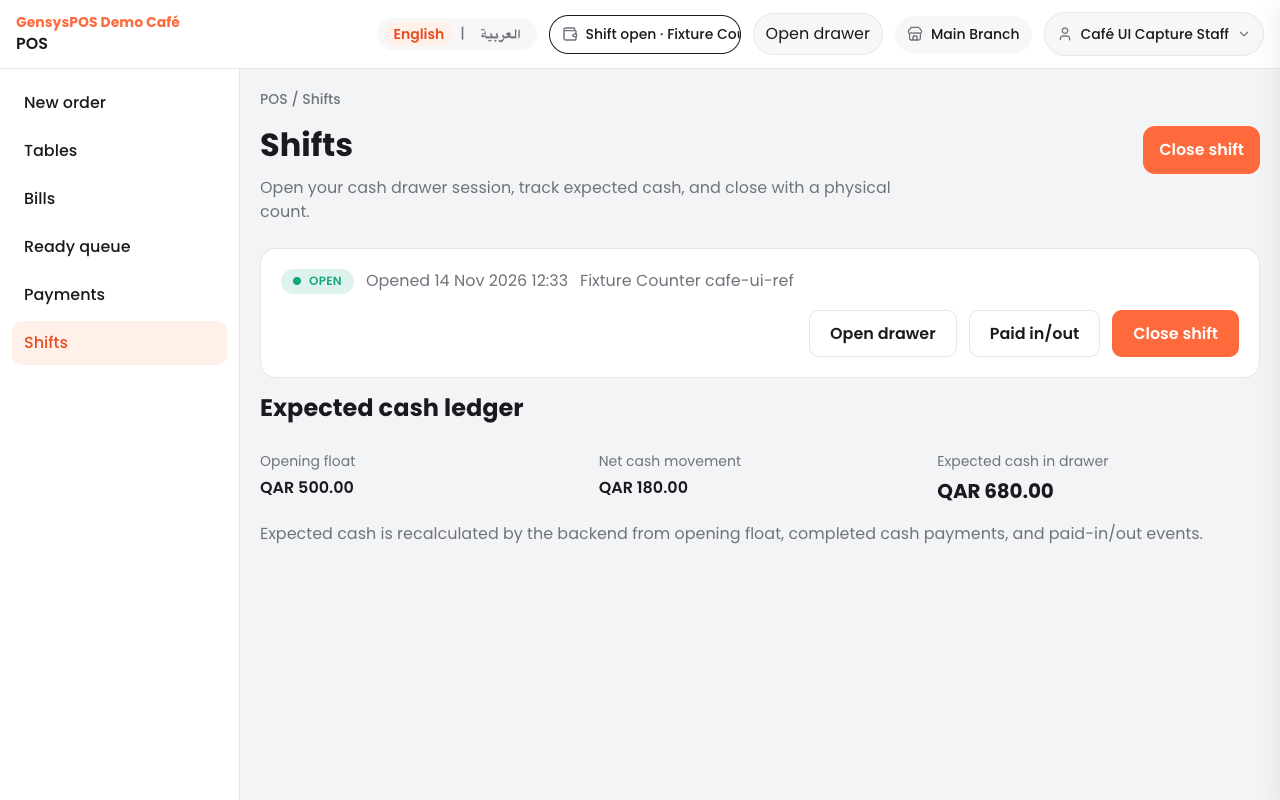 GensysPOS Demo Café
POS
English | العربية
Shift open · Fixture
Open drawer
Main Branch
Café UI Capture Staff
New order
Tables
Bills
Ready queue
Payments
Shifts
POS / Shifts
Shifts
Close shift
Open your cash drawer session, track expected cash, and close with a physical
count.
OPEN Opened 14 Nov 2026 12:33 Fixture Counter cafe-ui-ref
Open drawer Paid in/out Close shift
Expected cash ledger
Opening float Net cash movement Expected cash in drawer
QAR 500.00 QAR 180.00 QAR 680.00
Expected cash is recalculated by the backend from opening float, completed cash payments, and paid-in/out events.